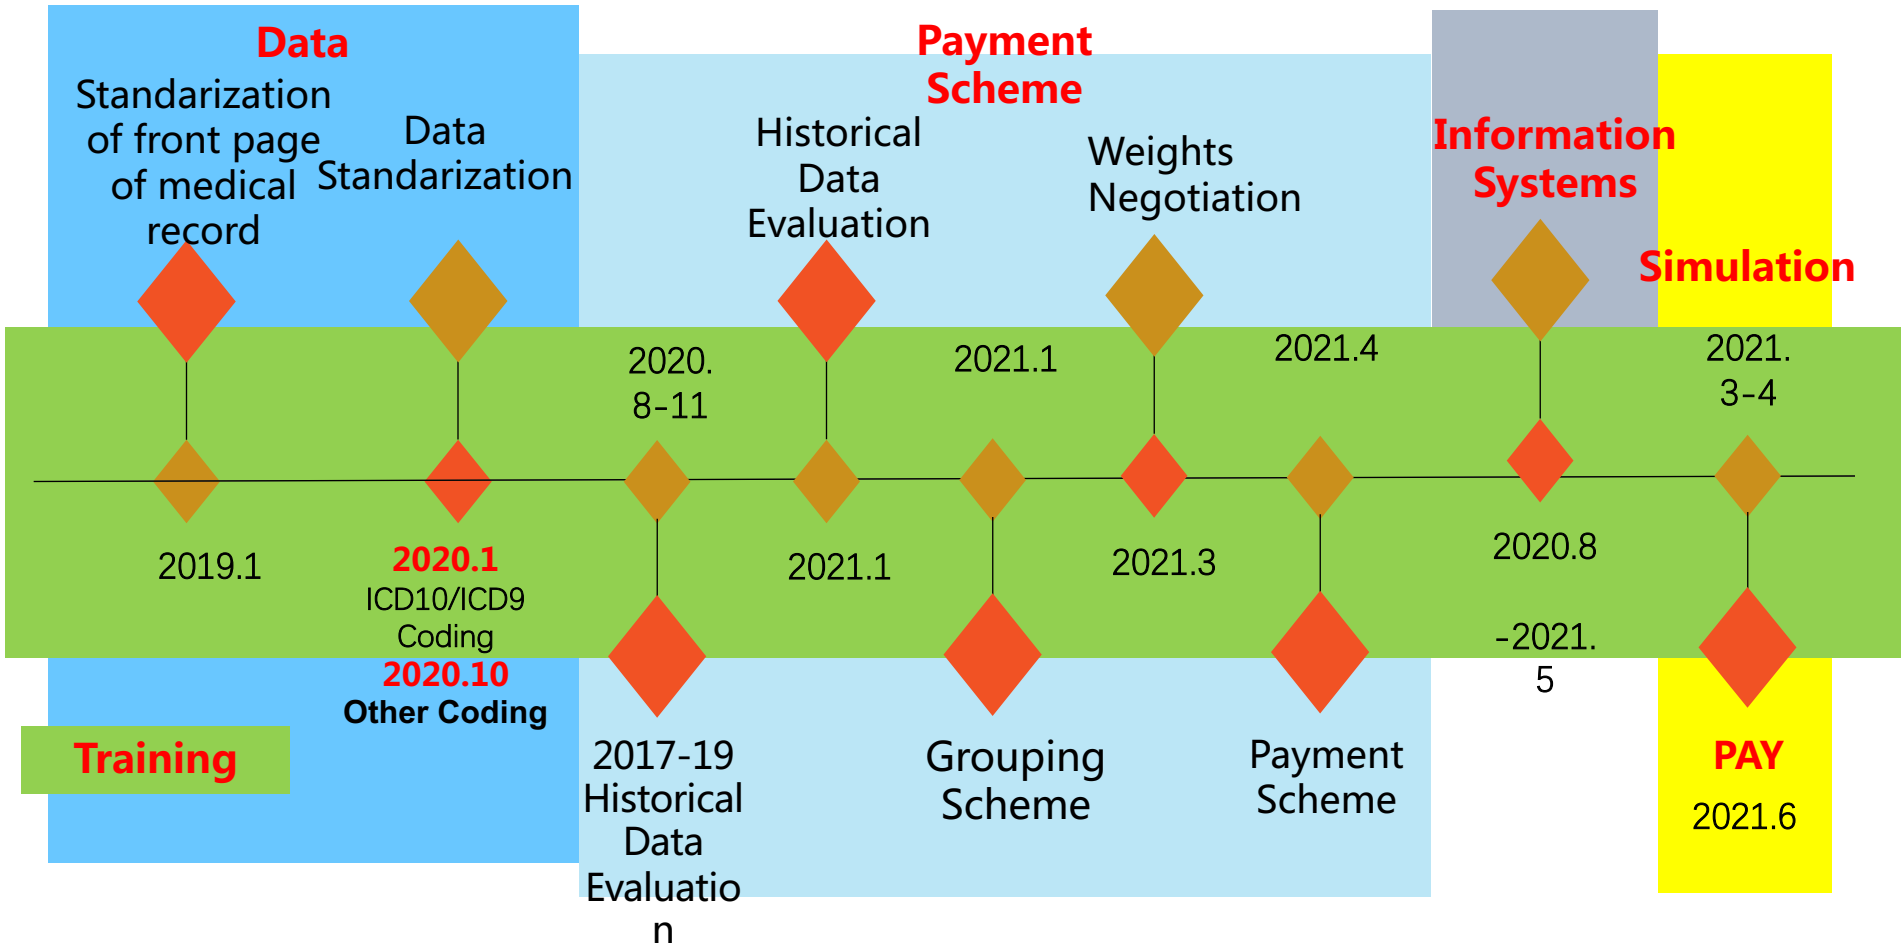 Data
Standarization
of front page
of medical
record
Data
Standarization
Payment
Scheme
Historical
Data
Evaluation
Weights
Negotiation
Information
Systems
Simulation
2020.
8-11
2021.1
2021.4
2021.
3-4
2019.1
2020.1
ICD10/ICD9
Coding
2020.10
Other Coding
2021.1
2021.3
2020.8
-2021.
5
Training
2017-19
Historical
Data
Evaluatio
n
Grouping
Scheme
Payment
Scheme
PAY
2021.6